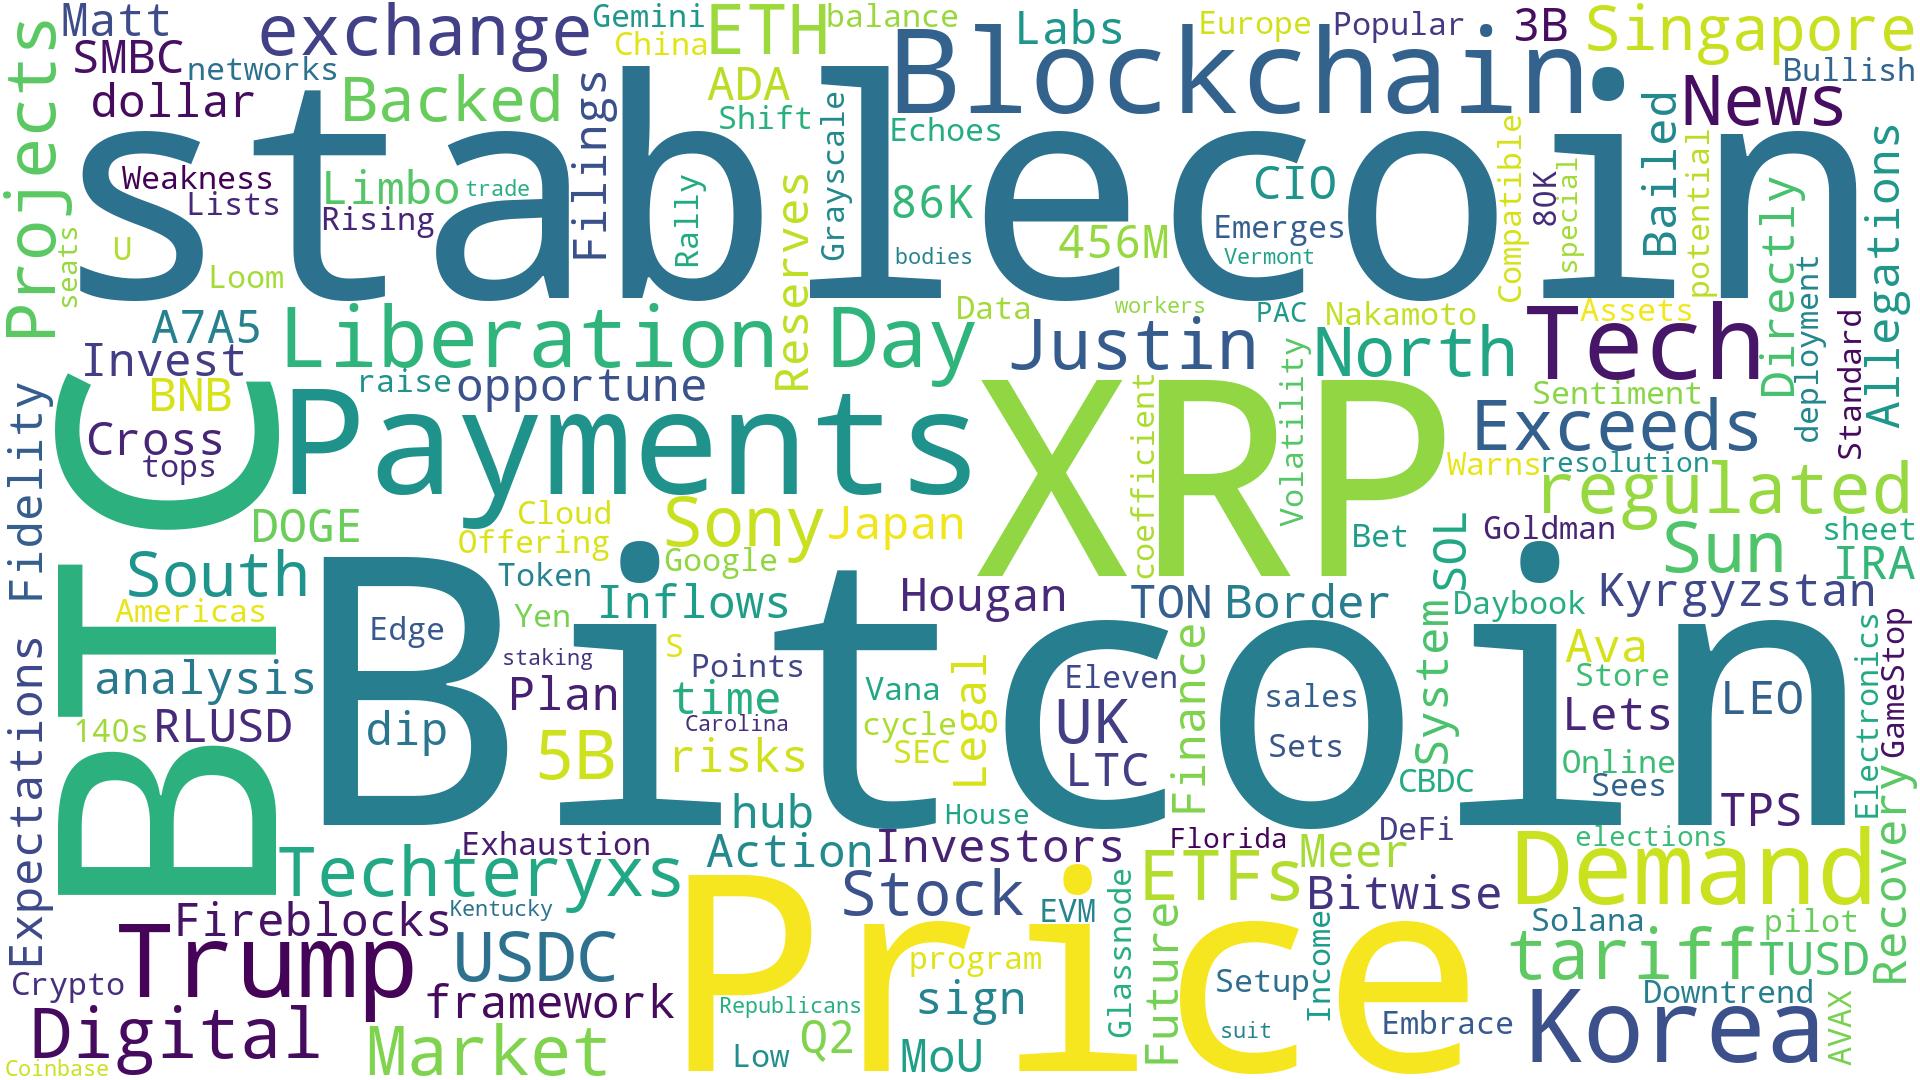 Matt
exchange
Gemini
China
ETH
balance
Blockchain
Labs
Europe
Popular
3B
Singapore
SMBC
networks
dollar
Backed
Filings
ADA
Shift
Grayscale
Echoes
Bullish
News
Projects
stablecoin
Weakness
Lists
Limbo
trade
Rising
Rally
Reserves
86K
CIO
456M
Emerges
Vermont
bodies
Compatible
80K
special
Bailed
potential
Directly
Allegations
seats
U
Loom
Data
workers
PAC
Nakamoto
Assets
deployment
Standard
A7A5
Liberation Day
Justin
North
Tech
Invest
raise
opportune
BNB
Payments
XRP
coefficient
Volatility
Sentiment
Exceeds
Cross
tops
Warns
resolution
regulated
BTC
Fidelity
Expectations
DOGE
Cloud
Offering
Sony
Japan
Google
Bet
SOL
Goldman
Sun
sheet
IRA
South
Token
Yen
Inflows
Hougan
TON
Border
Daybook
Kyrgyzstan
Americas
Edge
Bitcoin
S
Points
staking
Plan
time
Carolina
Vana
cycle
SEC
Legal
Eleven
UK
LTC
Finance
sales
Sets
System
CBDC
Ava
Store
Lets
LEO
Online
Sees
TPS
Electronics
GameStop
analysis
140s
RLUSD
dip
5B
risks
hub
House
Recovery
Exhaustion
Action
Investors
Florida
DeFi
elections
Techteryxs
Stock
EVM
Glassnode
ETFs
Meer
Bitwise
Demand
Fireblocks
Kentucky
Trump
USDC
Price
program
Future
Income
Solana
pilot
tariff
TUSD
Crypto
framework
Republicans
sign
Setup
Downtrend
Digital
Market
Q2
Low
MoU
suit
Embrace
Korea
AVAX
Coinbase